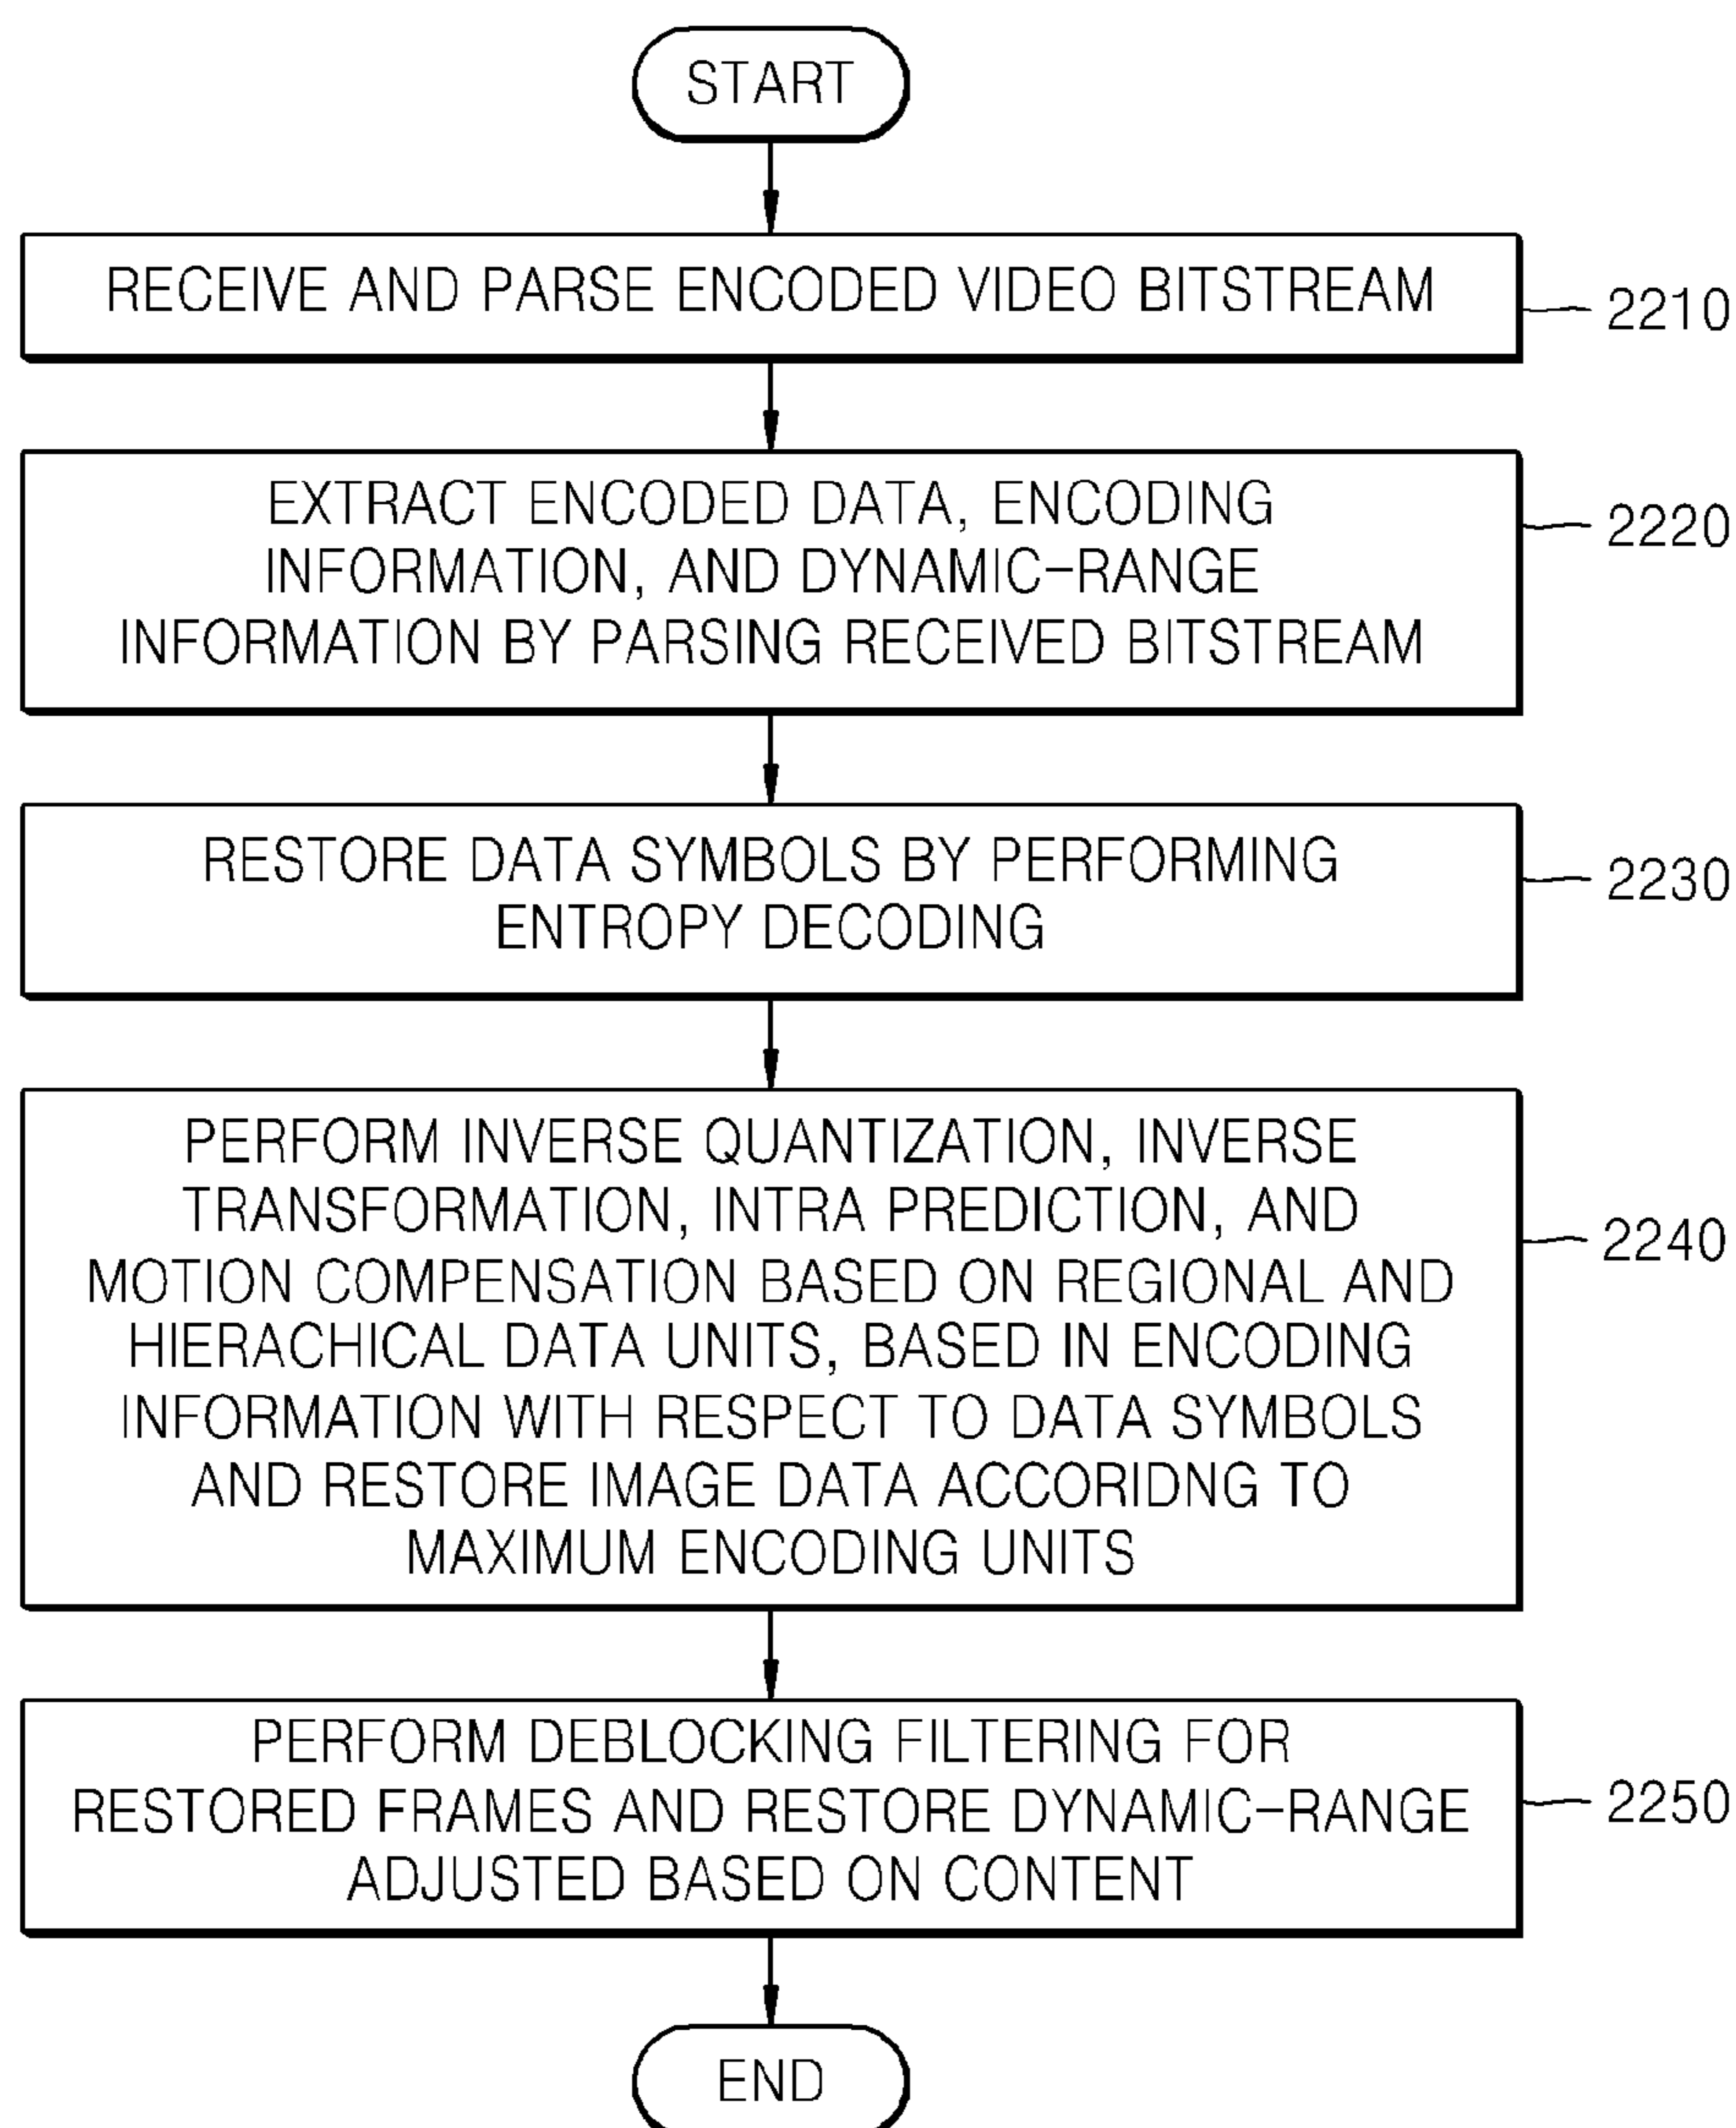 START
RECEIVE AND PARSE ENCODED VIDEO BITSTREAM
2210
EXTRACT ENCODED DATA, ENCODING
INFORMATION, AND DYNAMIC-RANGE
INFORMATION BY PARSING RECEIVED BITSTREAM
2220
RESTORE DATA SYMBOLS BY PERFORMING
ENTROPY DECODING
2230
PERFORM INVERSE QUANTIZATION, INVERSE
TRANSFORMATION, INTRA PREDICTION, AND
MOTION COMPENSATION BASED ON REGIONAL AND
HIERACHICAL DATA UNITS, BASED IN ENCODING
INFORMATION WITH RESPECT TO DATA SYMBOLS
AND RESTORE IMAGE DATA ACCORIDNG TO
MAXIMUM ENCODING UNITS
2240
PERFORM DEBLOCKING FILTERING FOR
RESTORED FRAMES AND RESTORE DYNAMIC-RANGE
ADJUSTED BASED ON CONTENT
2250
END